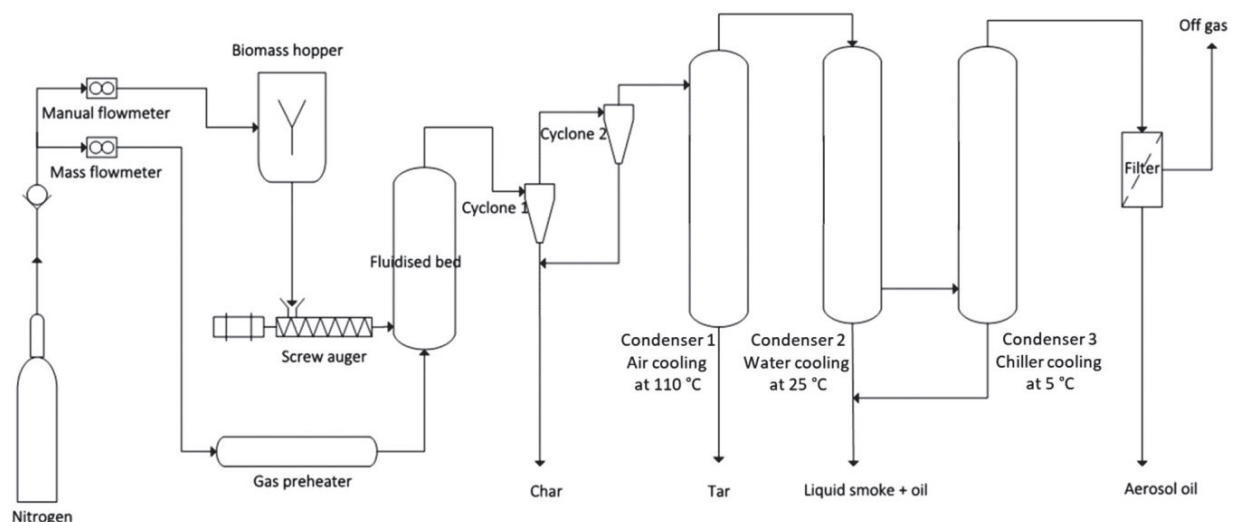 Off gas
Biomass hopper
Manual flowmeter
Mass flowmeter
Cyclone 2
Filter
Cyclone 1
Fluidised bed
Screw auger
Condenser 1
Air cooling
at 110 °C
Condenser 2
Water cooling
at 25 °C
Condenser 3
Chiller cooling
at 5 °C
Gas preheater
Char
Tar
Liquid smoke + oil
Aerosol oil
Nitrogen